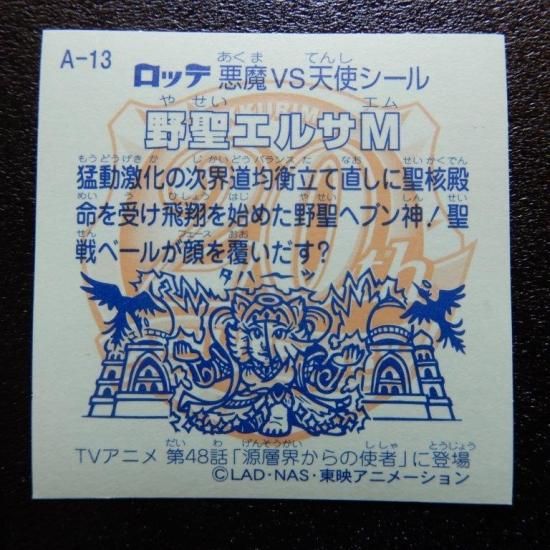 A-13 ロッテ 悪魔VS天使シール
野聖エルサM
猛動激化の次界道均衡立て直しに聖核殿
命を受け飛翔を始めた野聖ヘブン神!聖
戦ベールが顔を覆いだす?
タハーッ
TVアニメ 第48話「源層界からの使者」に登場
©LAD・NAS・東映アニメーション
20th